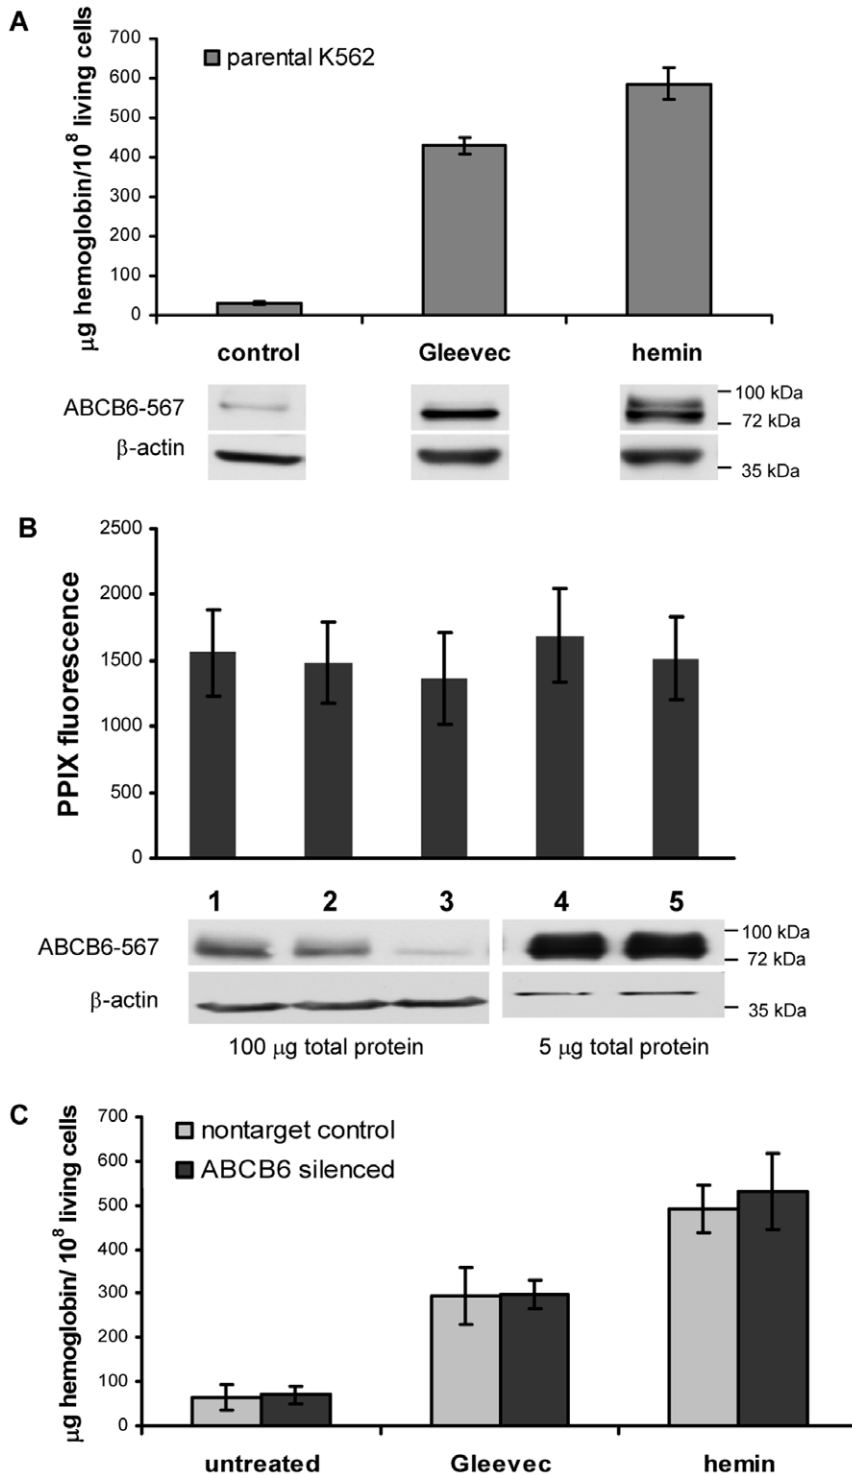 A
μg hemoglobin/10⁸ living cells
700
600
500
400
300
200
100
0
parental K562
control Gleevec hemin
ABCB6-567
100 kDa
72 kDa
β-actin
35 kDa
B
PPIX fluorescence
2500
2000
1500
1000
500
0
1 2 3 4 5
ABCB6-567
100 kDa
72 kDa
β-actin
35 kDa
100 μg total protein 5 μg total protein
C
μg hemoglobin/ 10⁸ living cells
700
600
500
400
300
200
100
0
nontarget control
ABCB6 silenced
untreated Gleevec hemin